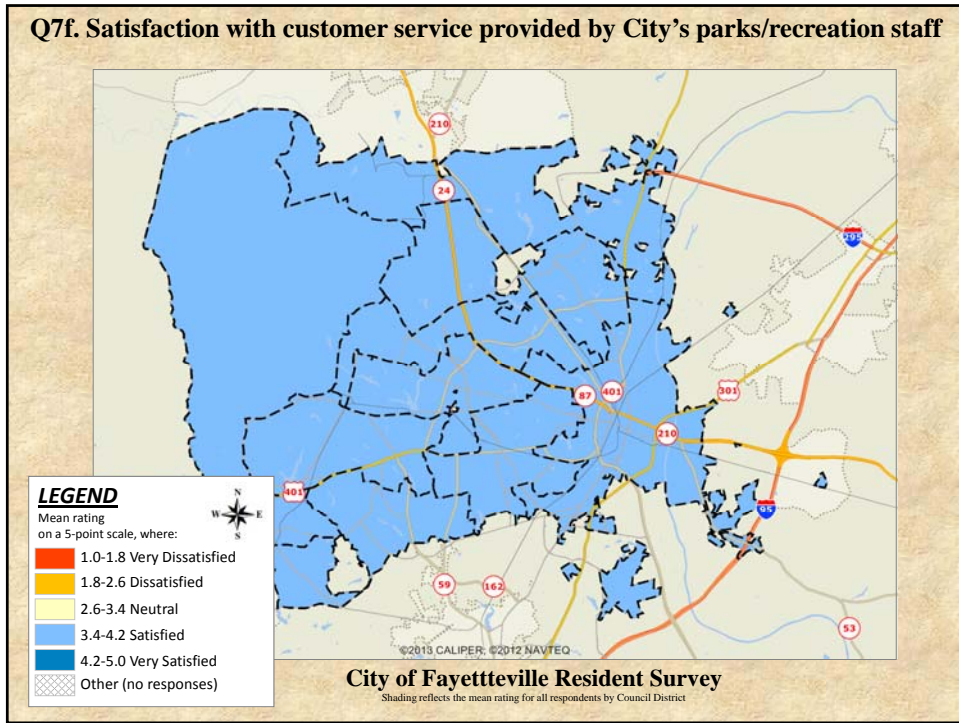 Q7f. Satisfaction with customer service provided by City's parks/recreation staff
210
24
295
87
401
301
210
401
95
59
162
53
LEGEND
Mean rating
on a 5-point scale, where:
N
W E
S
1.0-1.8 Very Dissatisfied
1.8-2.6 Dissatisfied
2.6-3.4 Neutral
3.4-4.2 Satisfied
4.2-5.0 Very Satisfied
Other (no responses)
©2013 CALIPER; ©2012 NAVTEQ
City of Fayettteville Resident Survey
Shading reflects the mean rating for all respondents by Council District